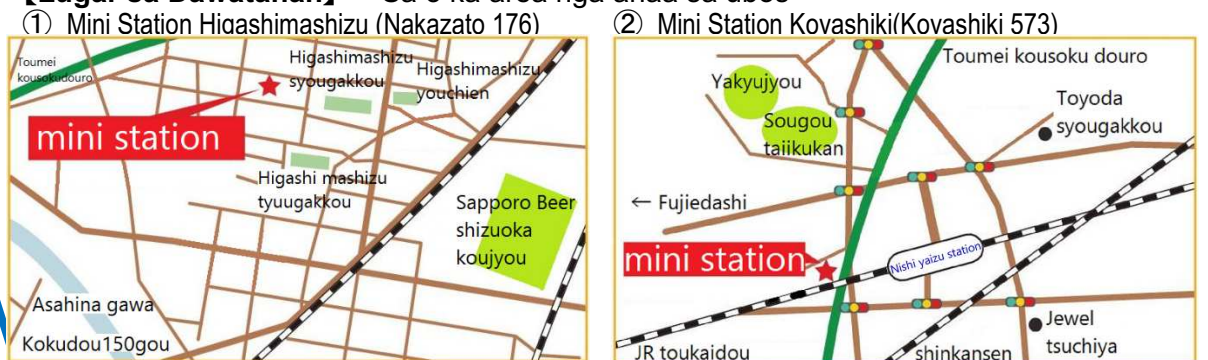 【Lugar sa Dawatanan】 Sa ka area nga anaa sa ubos
① Mini Station Higashimashizu (Nakazato 176)
② Mini Station Koyashiki(Koyashiki 573)
Toumei
kousokudouro
Higashimashizu
syougakkou
Higashimashizu
youchien
mini station
Higashi mashizu
tyuugakkou
Sapporo Beer
shizuoka
koujyou
Asahina gawa
Kokudou150gou
Toumei kousoku douro
Yakyujyou
Sougou
taiikukan
Toyoda
syougakkou
← Fujiedashi
mini station
Nishi yaizu station
Jewel
tsuchiya
JR toukaidou
shinkansen